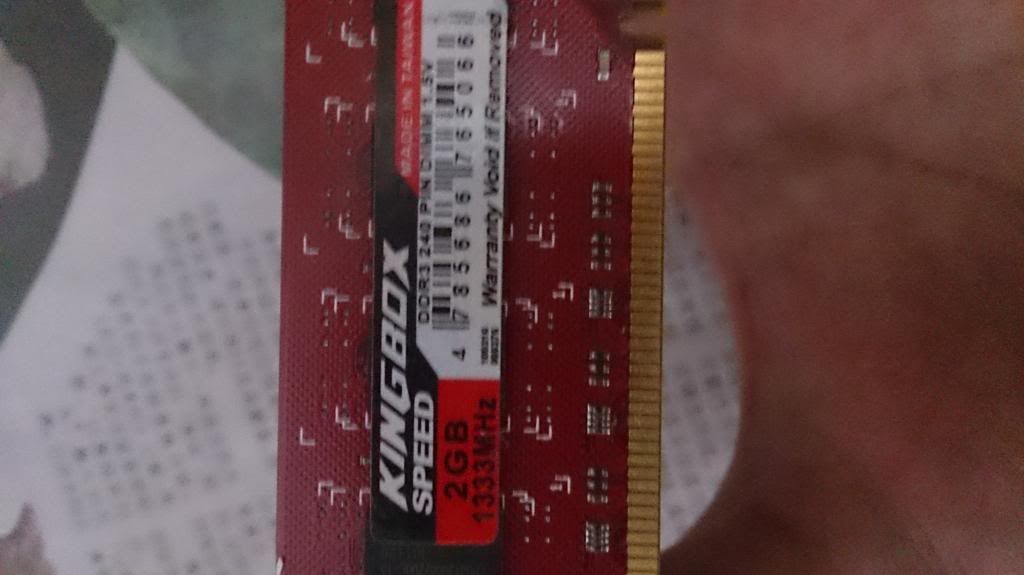 MADE IN TAIWAN
KINGBOX
SPEED
DDR3 240 PIN DIMM 1.5V
4 785686 765066
Warranty Void if Removed
2GB
1333MHz